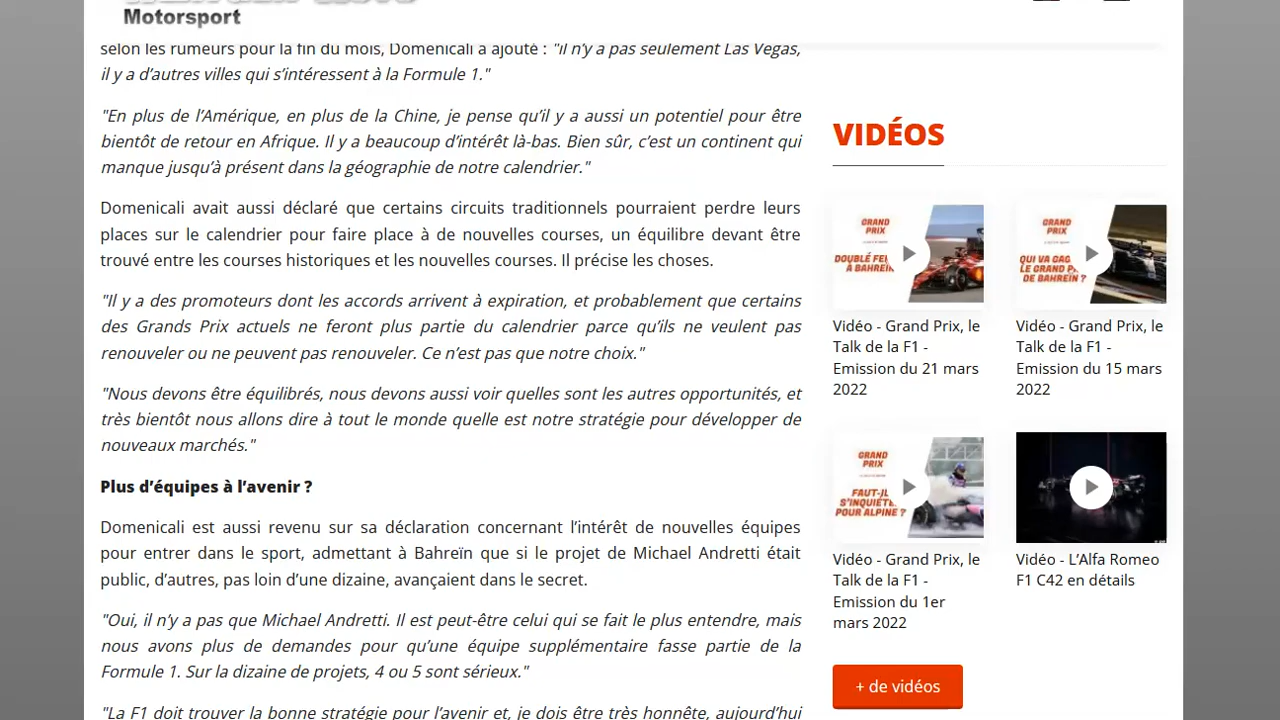 Motorsport
selon les rumeurs pour la fin du mois, Domenicali a ajouté : "Il n’y a pas seulement Las Vegas,
il y a d’autres villes qui s’intéressent à la Formule 1."
"En plus de l’Amérique, en plus de la Chine, je pense qu’il y a aussi un potentiel pour être
bientôt de retour en Afrique. Il y a beaucoup d’intérêt là-bas. Bien sûr, c’est un continent qui
manque jusqu’à présent dans la géographie de notre calendrier."
Domenicali avait aussi déclaré que certains circuits traditionnels pourraient perdre leurs
places sur le calendrier pour faire place à de nouvelles courses, un équilibre devant être
trouvé entre les courses historique et les nouvelles courses. Il précise les choses.
"Il y a des promoteurs dont les accords arrivent à expiration, et probablement que certains
des Grands Prix actuels ne feront plus partie du calendrier parce qu’ils ne veulent pas
renouveler ou ne peuvent pas renouveler. Ce n’est pas que notre choix."
"Nous devons être équilibrés, nous devons aussi voir quelles sont les autres opportunités, et
très bientôt nous allons dire à tout le monde quelle est notre stratégie pour développer de
nouveaux marchés."
Plus d’équipes à l’avenir ?
Domenicali est aussi revenu sur sa déclaration concernant l’intérêt de nouvelles équipes
pour entrer dans le sport, admettant à Bahreïn que si le projet de Michael Andretti était
public, d’autres, pas loin d’une dizaine, avançaient dans le secret.
"Oui, il n’y a pas que Michael Andretti. Il est peut-être celui qui se fait le plus entendre, mais
nous avons plus de demandes pour qu’une équipe supplémentaire fasse partie de la
Formule 1. Sur la dizaine de projets, 4 ou 5 sont sérieux."
"La F1 doit trouver la bonne stratégie pour l’avenir et, je dois être très honnête, aujourd’hui
VIDÉOS
GRAND
PRIX
DOUBLÉ
À BAHREÏN
Vidéo - Grand Prix, le
Talk de la F1 -
Emission du 21 mars
2022
GRAND
PRIX
QUI VA
LE GRAND
DE BAHREÏN ?
Vidéo - Grand Prix, le
Talk de la F1 -
Emission du 15 mars
2022
GRAND
PRIX
FAUT-IL
S’INQUIÉTER
POUR ALPINE ?
Vidéo - Grand Prix, le
Talk de la F1 -
Emission du 1er
mars 2022
Vidéo - L’Alfa Romeo
F1 C42 en détails
+ de vidéos